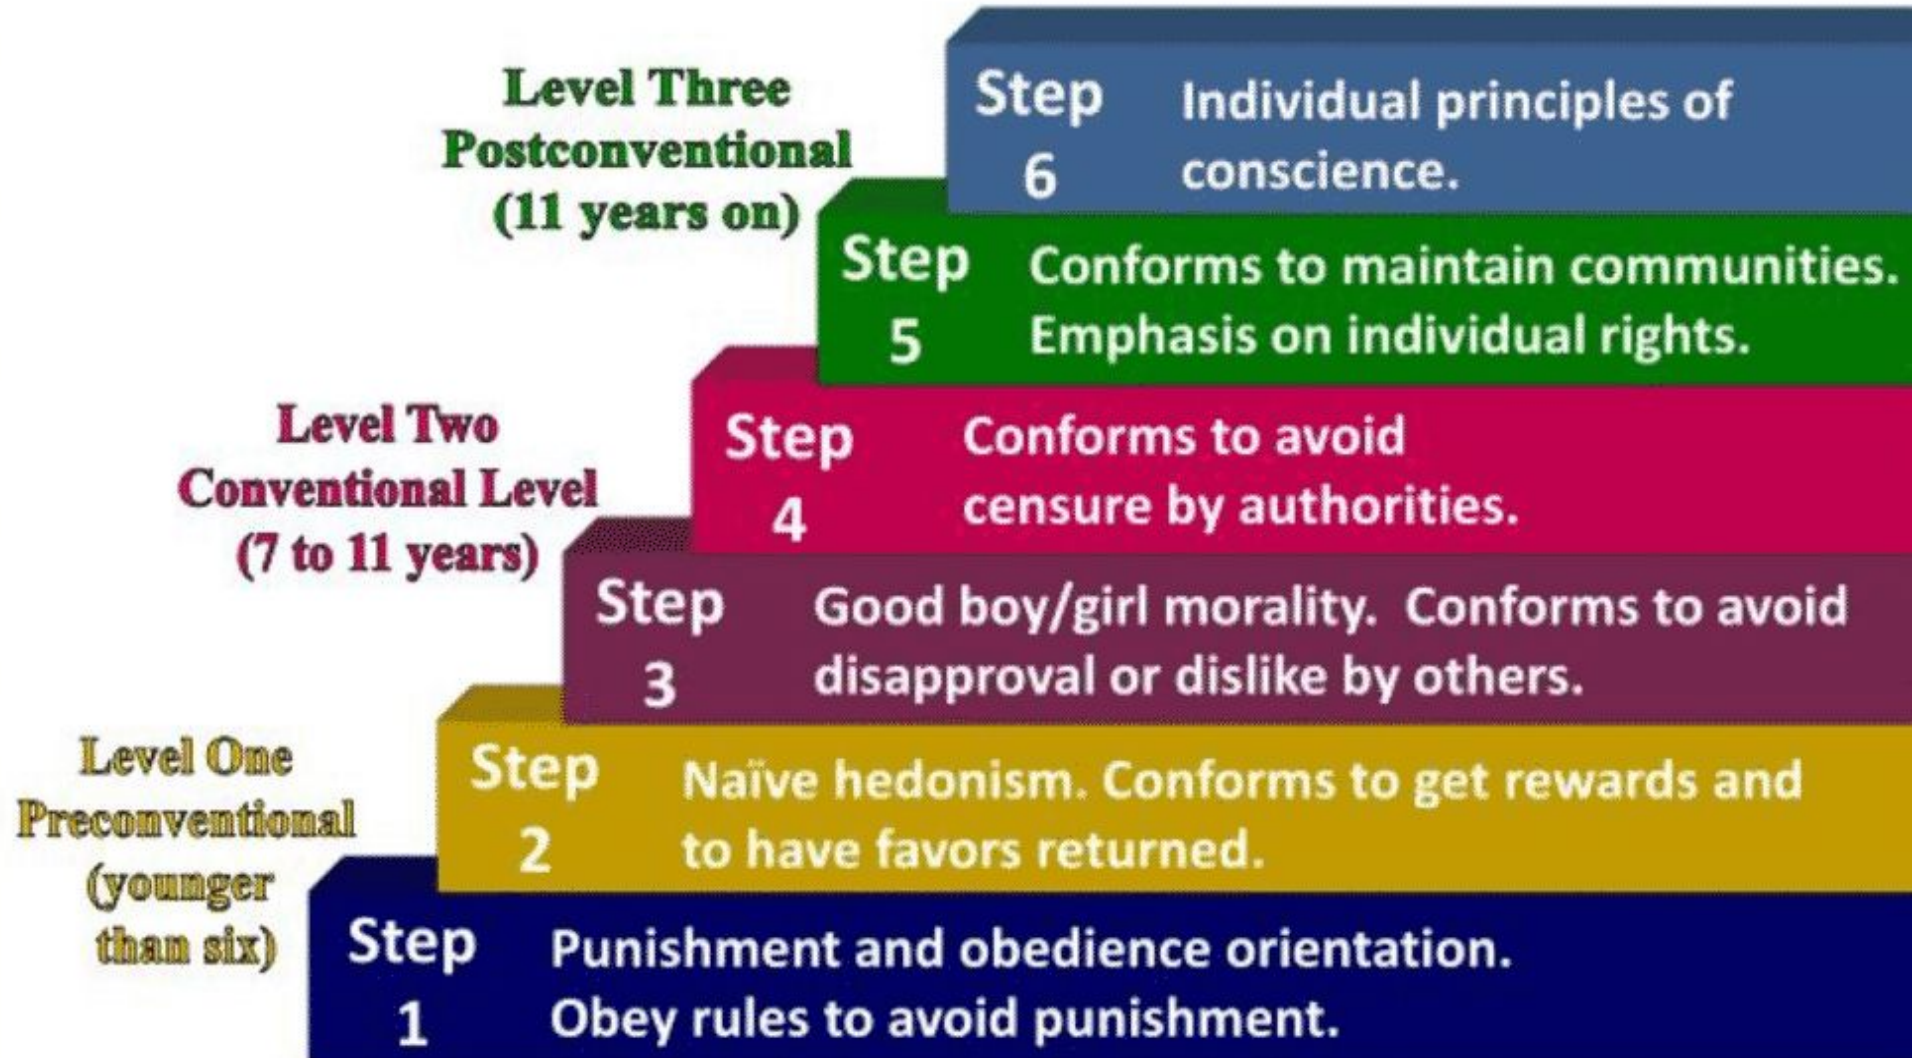 Level Three
Postconventional
(11 years on)
Step
6
Individual principles of
conscience.
Step
5
Conforms to maintain communities.
Emphasis on individual rights.
Level Two
Conventional Level
(7 to 11 years)
Step
4
Conforms to avoid
censure by authorities.
Step
3
Good boy/girl morality.  Conforms to avoid
disapproval or dislike by others.
Level One
Preconventional
(younger
than six)
Step
2
Naïve hedonism. Conforms to get rewards and
to have favors returned.
Step
1
Punishment and obedience orientation.
Obey rules to avoid punishment.